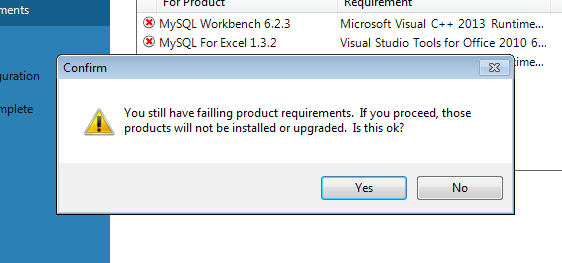 For Product Requirement
ments
MySQL Workbench 6.2.3 Microsoft Visual C++ 2013 Runtime...
MySQL For Excel 1.3.2 Visual Studio Tools for Office 2010 6...
ntime...
Confirm
guration
mplete
You still have failling product requirements. If you proceed, those
products will not be installed or upgraded. Is this ok?
Yes No